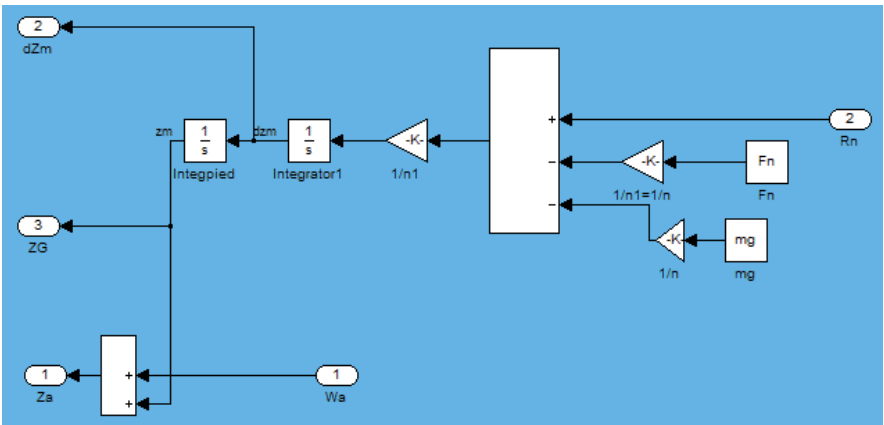 2
dZm
zm
1
s
Integpied
dzm
1
s
Integrator1
-K-
1/n1
+
−
−
2
Rn
-K-
1/n1=1/n
Fn
Fn
-K-
1/n
mg
mg
3
ZG
1
Za
+
+
1
Wa